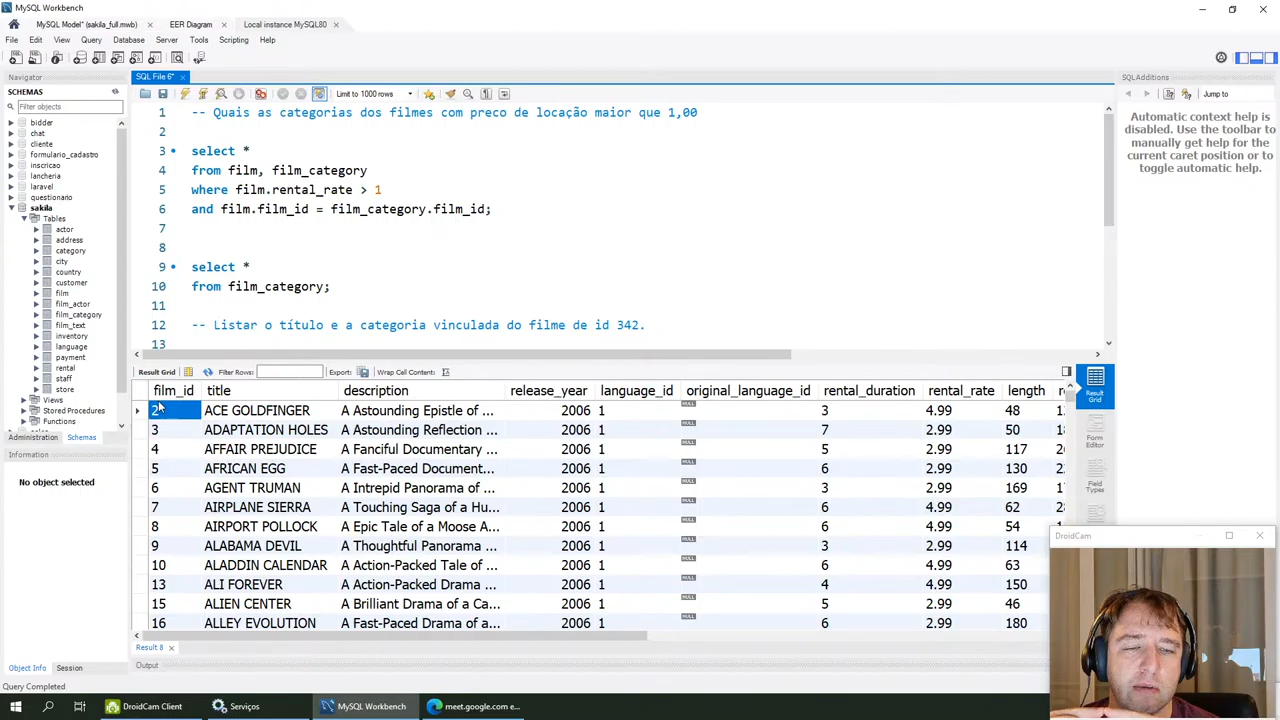 MySQL Workbench
MySQL Model* (sakila_full.mwb) × EER Diagram × Local instance MySQL80 ×
File Edit View Query Database Server Tools Scripting Help
Navigator
SCHEMAS
Filter objects
bidder
chat
cliente
formulario_cadastro
inscricao
lancheria
laravel
questionario
sakila
Tables
actor
address
category
city
country
customer
film
film_actor
film_category
film_text
inventory
language
payment
rental
staff
store
Views
Stored Procedures
Functions
Administration Schemas
Information
No object selected
Object Info Session
Query Completed
SQL File 6* ×
Limit to 1000 rows
1 -- Quais as categorias dos filmes com preco de locação maior que 1,00
2
3 select *
4 from film, film_category
5 where film.rental_rate > 1
6 and film.film_id = film_category.film_id;
7
8
9 select *
10 from film_category;
11
12 -- Listar o título e a categoria vinculada do filme de id 342.
13
Result Grid Filter Rows: Export: Wrap Cell Content:
film_id title description release_year language_id original_language_id rental_duration rental_rate length
2 ACE GOLDFINGER A Astounding Epistle of ... 2006 1 NULL 3 4.99 48
3 ADAPTATION HOLES A Astounding Reflection ... 2006 1 NULL 7 2.99 50
4 AFFAIR PREJUDICE A Fanciful Documentary ... 2006 1 NULL 5 2.99 117
5 AFRICAN EGG A Fast-Paced Document... 2006 1 NULL 6 2.99 130
6 AGENT TRUMAN A Intrepid Panorama of ... 2006 1 NULL 3 2.99 169
7 AIRPLANE SIERRA A Touching Saga of a Hu... 2006 1 NULL 6 4.99 62
8 AIRPORT POLLOCK A Epic Tale of a Moose A... 2006 1 NULL 6 4.99 54
9 ALABAMA DEVIL A Thoughtful Panorama ... 2006 1 NULL 3 2.99 114
10 ALADDIN CALENDAR A Action-Packed Tale of ... 2006 1 NULL 6 4.99 63
13 ALI FOREVER A Action-Packed Drama ... 2006 1 NULL 4 4.99 150
15 ALIEN CENTER A Brilliant Drama of a Ca... 2006 1 NULL 5 2.99 46
16 ALLEY EVOLUTION A Fast-Paced Drama of a... 2006 1 NULL 6 2.99 180
Result 8 ×
Output
Result Grid
Form Editor
Field Types
SQLAdditions
Jump to
Automatic context help is
disabled. Use the toolbar to
manually get help for the
current caret position or to
toggle automatic help.
DroidCam
DroidCam Client Serviços MySQL Workbench meet.google.com e...